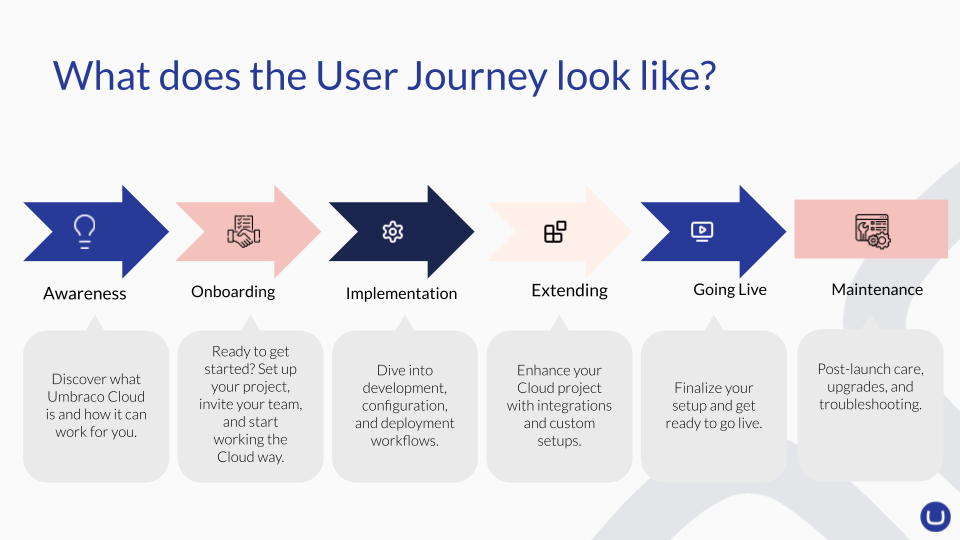 What does the User Journey look like?
Awareness
Onboarding
Implementation
Extending
Going Live
Maintenance
Discover what
Umbraco Cloud
is and how it can
work for you.
Ready to get
started? Set up
your project,
invite your team,
and start
working the
Cloud way.
Dive into
development,
configuration,
and deployment
workflows.
Enhance your
Cloud project
with integrations
and custom
setups.
Finalize your
setup and get
ready to go live.
Post-launch care,
upgrades, and
troubleshooting.